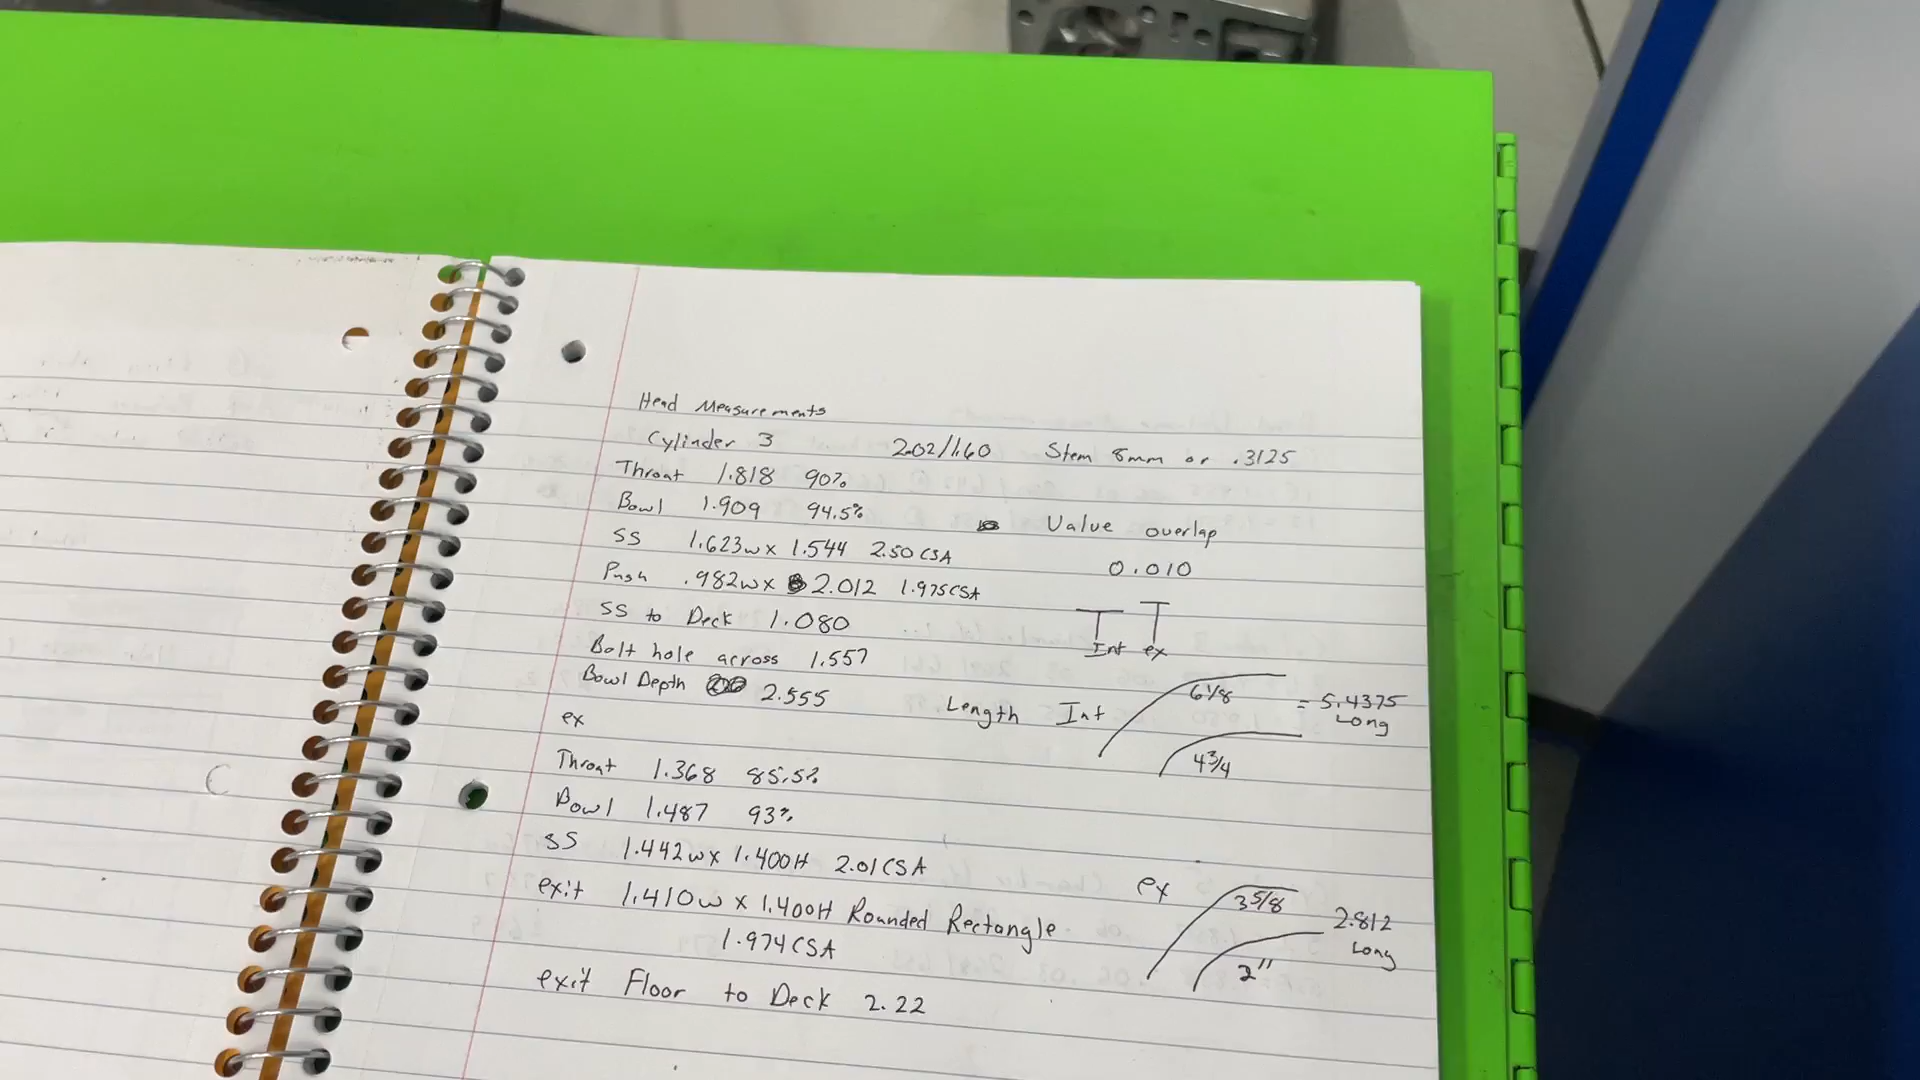 Head Measurements
Cylinder 3 2.02/1.60 Stem 8mm or .3125
Throat 1.818 90%
Bowl 1.909 94.5%
Valve overlap
SS 1.623w x 1.544 2.50 CSA
0.010
Push .982w x 2.012 1.975 CSA
SS to Deck 1.080
Int ex
Bolt hole across 1.557
Bowl Depth 2.555
Length Int 6 1/8 = 5.4375 Long
4 3/4
ex
Throat 1.368 85.5%
Bowl 1.487 93%
SS 1.442w x 1.400H 2.01 CSA
exit 1.410w x 1.400H Rounded Rectangle
1.974 CSA
ex 3 5/8 2.812 Long
2"
exit Floor to Deck 2.22